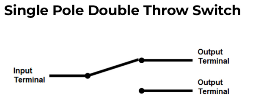 Single Pole Double Throw Switch
Output
Terminal
Input
Terminal
Output
Terminal